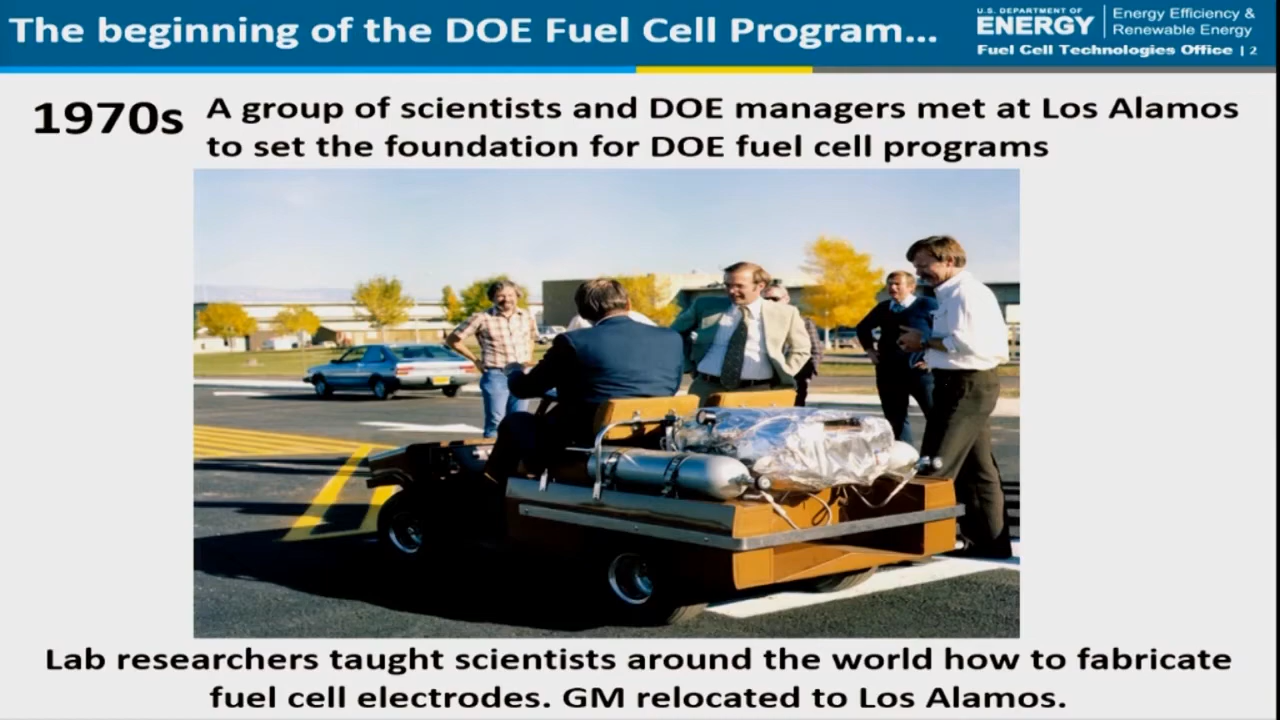 The beginning of the DOE Fuel Cell Program...
U.S. DEPARTMENT OF
ENERGY
Energy Efficiency &
Renewable Energy
Fuel Cell Technologies Office | 2
1970s
A group of scientists and DOE managers met at Los Alamos
to set the foundation for DOE fuel cell programs
Lab researchers taught scientists around the world how to fabricate
fuel cell electrodes. GM relocated to Los Alamos.